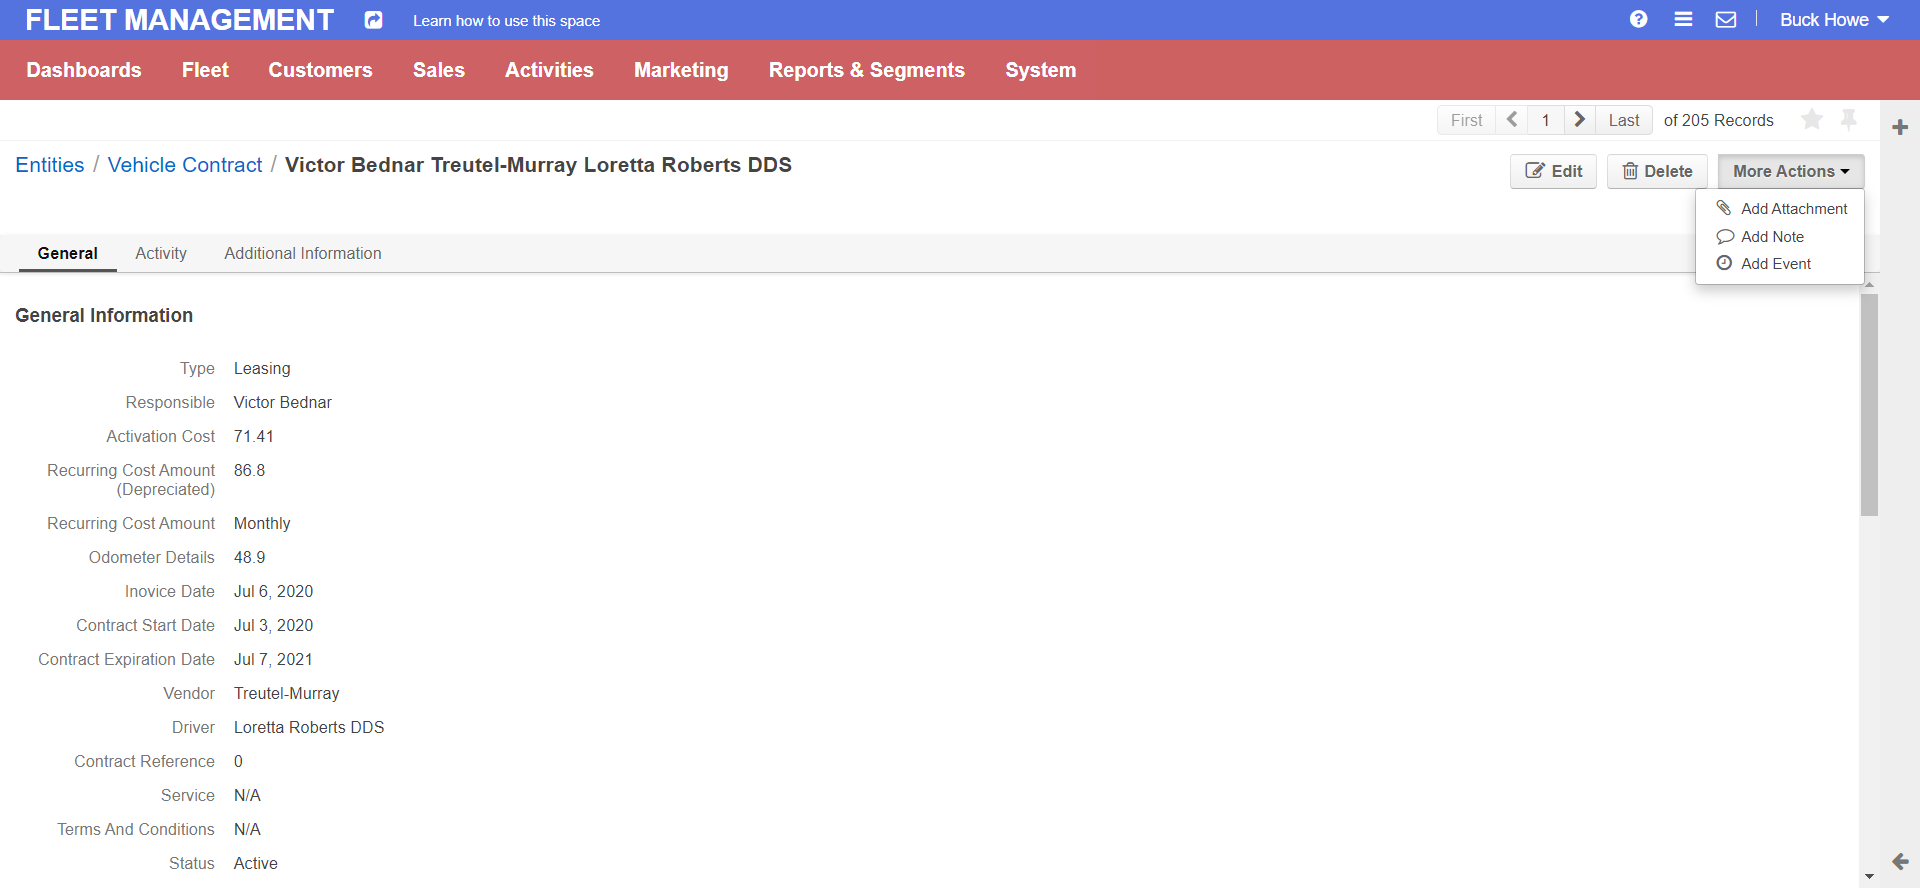 FLEET MANAGEMENT Learn how to use this space Buck Howe
Dashboards Fleet Customers Sales Activities Marketing Reports & Segments System
First 1 Last of 205 Records
Entities / Vehicle Contract / Victor Bednar Treutel-Murray Loretta Roberts DDS
Edit Delete More Actions
Add Attachment
Add Note
Add Event
General Activity Additional Information
General Information
Type Leasing
Responsible Victor Bednar
Activation Cost 71.41
Recurring Cost Amount 86.8
(Depreciated)
Recurring Cost Amount Monthly
Odometer Details 48.9
Inovice Date Jul 6, 2020
Contract Start Date Jul 3, 2020
Contract Expiration Date Jul 7, 2021
Vendor Treutel-Murray
Driver Loretta Roberts DDS
Contract Reference 0
Service N/A
Terms And Conditions N/A
Status Active